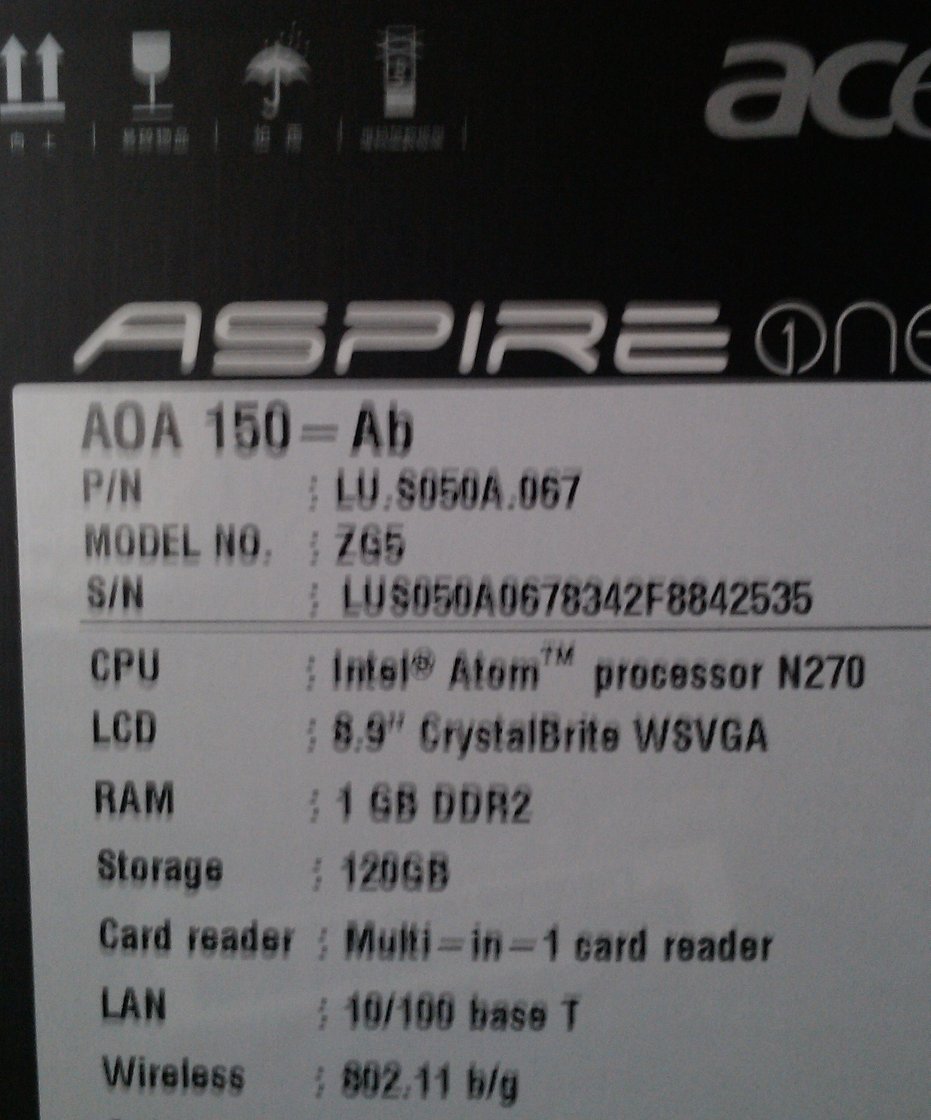 向 上
acer
ASPIRE one
AOA 150-Ab
P/N : LU.S050A.067
MODEL NO. : ZG5
S/N : LUS050A0678342F8842535
CPU : Intel® Atom™ processor N270
LCD : 8.9" CrystalBrite WSVGA
RAM : 1 GB DDR2
Storage : 120GB
Card reader : Multi-in-1 card reader
LAN : 10/100 base T
Wireless : 802.11 b/g